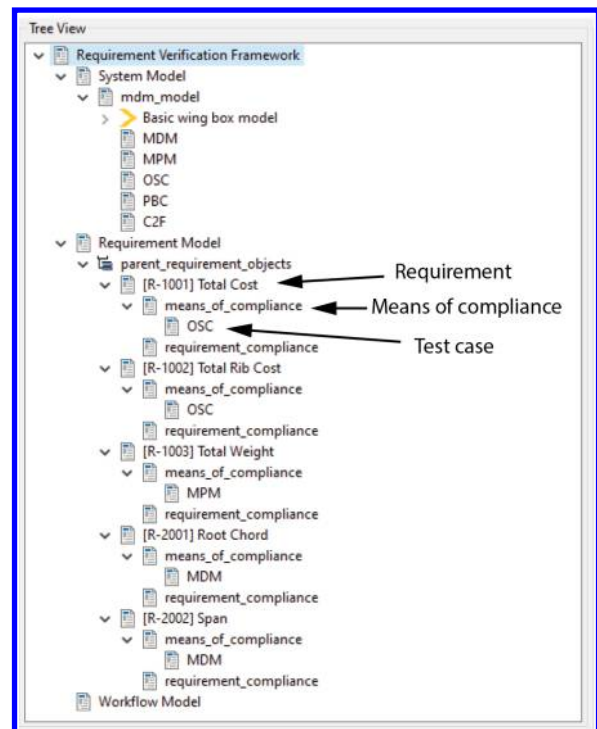 Tree View
Requirement Verification Framework
System Model
mdm_model
Basic wing box model
MDM
MPM
OSC
PBC
C2F
Requirement Model
parent_requirement_objects
[R-1001] Total Cost Requirement
means_of_compliance Means of compliance
OSC Test case
requirement_compliance
[R-1002] Total Rib Cost
means_of_compliance
OSC
requirement_compliance
[R-1003] Total Weight
means_of_compliance
MPM
requirement_compliance
[R-2001] Root Chord
means_of_compliance
MDM
requirement_compliance
[R-2002] Span
means_of_compliance
MDM
requirement_compliance
Workflow Model